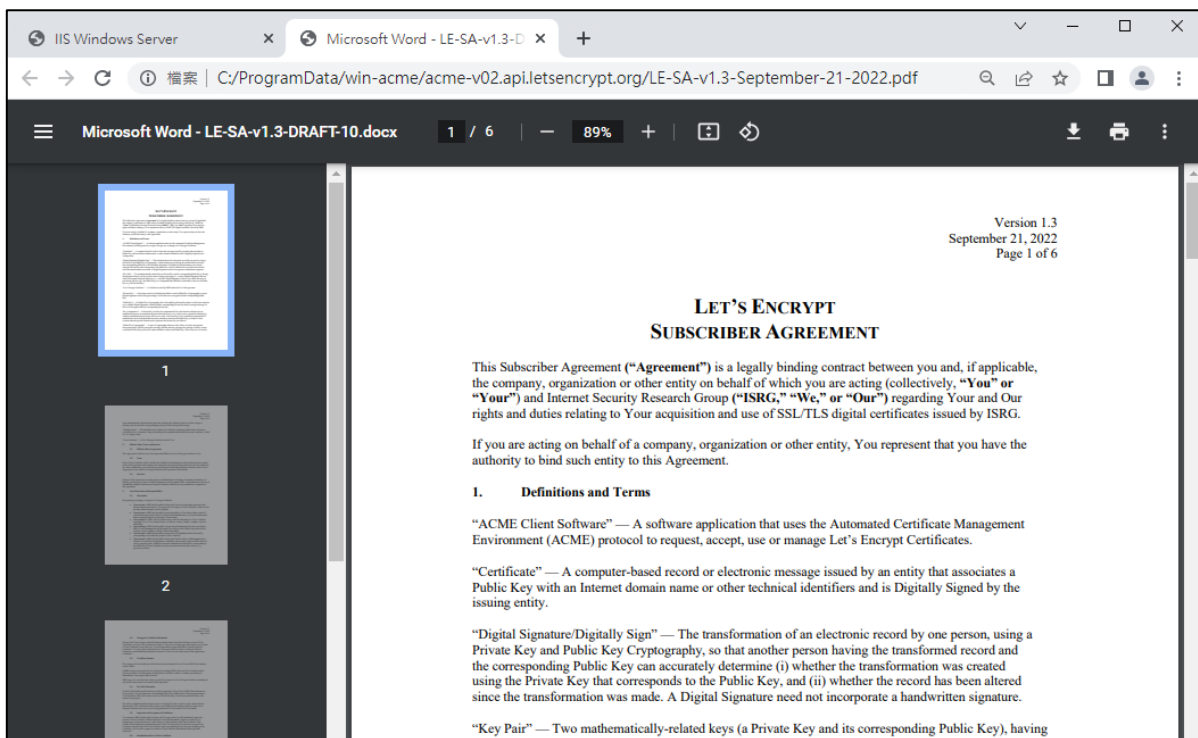 IIS Windows Server
Microsoft Word - LE-SA-v1.3-D
檔案 C:/ProgramData/win-acme/acme-v02.api.letsencrypt.org/LE-SA-v1.3-September-21-2022.pdf
Microsoft Word - LE-SA-v1.3-DRAFT-10.docx 1 / 6 89%
1
2
Version 1.3
September 21, 2022
Page 1 of 6
LET'S ENCRYPT
SUBSCRIBER AGREEMENT
This Subscriber Agreement (“Agreement”) is a legally binding contract between you and, if applicable,
the company, organization or other entity on behalf of which you are acting (collectively, “You” or
“Your”) and Internet Security Research Group (“ISRG,” “We,” or “Our”) regarding Your and Our
rights and duties relating to Your acquisition and use of SSL/TLS digital certificates issued by ISRG.
If you are acting on behalf of a company, organization or other entity, You represent that you have the
authority to bind such entity to this Agreement.
1. Definitions and Terms
“ACME Client Software” — A software application that uses the Automated Certificate Management
Environment (ACME) protocol to request, accept, use or manage Let's Encrypt Certificates.
“Certificate” — A computer-based record or electronic message issued by an entity that associates a
Public Key with an Internet domain name or other technical identifiers and is Digitally Signed by the
issuing entity.
“Digital Signature/Digitally Sign” — The transformation of an electronic record by one person, using a
Private Key and Public Key Cryptography, so that another person having the transformed record and
the corresponding Public Key can accurately determine (i) whether the transformation was created
using the Private Key that corresponds to the Public Key, and (ii) whether the record has been altered
since the transformation was made. A Digital Signature need not incorporate a handwritten signature.
“Key Pair” — Two mathematically-related keys (a Private Key and its corresponding Public Key), having